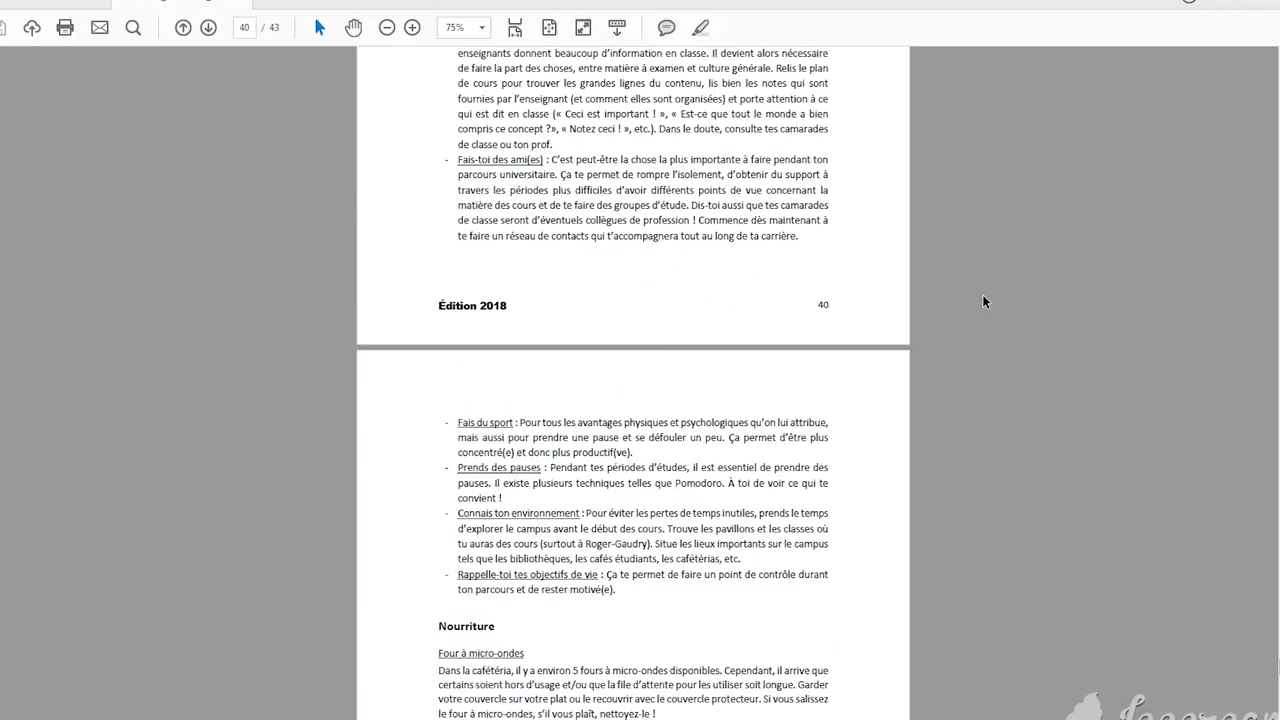 40 / 43 75%
enseignants donnent beaucoup d’information en classe. Il devient alors nécessaire
de faire la part des choses, entre matière à examen et culture générale. Relis le plan
de cours pour trouver les grandes lignes du contenu, lis bien les notes qui sont
fournies par l’enseignant (et comment elles sont organisées) et porte attention à ce
qui est dit en classe (« Ceci est important ! », « Est-ce que tout le monde a bien
compris ce concept ?», « Notez ceci ! », etc.). Dans le doute, consulte tes camarades
de classe ou ton prof.
- Fais-toi des ami(es) : C’est peut-être la chose la plus importante à faire pendant ton
parcours universitaire. Ça te permet de rompre l’isolement, d’obtenir du support à
travers les périodes plus difficiles d’avoir différents points de vue concernant la
matière des cours et de te faire des groupes d’étude. Dis-toi aussi que tes camarades
de classe seront d’éventuels collègues de profession ! Commence dès maintenant à
te faire un réseau de contacts qui t’accompagnera tout au long de ta carrière.
Édition 2018 40
- Fais du sport : Pour tous les avantages physiques et psychologiques qu’on lui attribue,
mais aussi pour prendre une pause et se défouler un peu. Ça permet d’être plus
concentré(e) et donc plus productif(ve).
- Prends des pauses : Pendant tes périodes d’études, il est essentiel de prendre des
pauses. Il existe plusieurs techniques telles que Pomodoro. À toi de voir ce qui te
convient !
- Connais ton environnement : Pour éviter les pertes de temps inutiles, prends le temps
d’explorer le campus avant le début des cours. Trouve les pavillons et les classes où
tu auras des cours (surtout à Roger-Gaudry). Situe les lieux importants sur le campus
tels que les bibliothèques, les cafés étudiants, les cafétérias, etc.
- Rappelle-toi tes objectifs de vie : Ça te permet de faire un point de contrôle durant
ton parcours et de rester motivé(e).
Nourriture
Four à micro-ondes
Dans la cafétéria, il y a environ 5 fours à micro-ondes disponibles. Cependant, il arrive que
certains soient hors d’usage et/ou que la file d’attente pour les utiliser soit longue. Garder
votre couvercle sur votre plat ou le recouvrir avec le couvercle protecteur. Si vous salissez
le four à micro-ondes, s’il vous plaît, nettoyez-le !